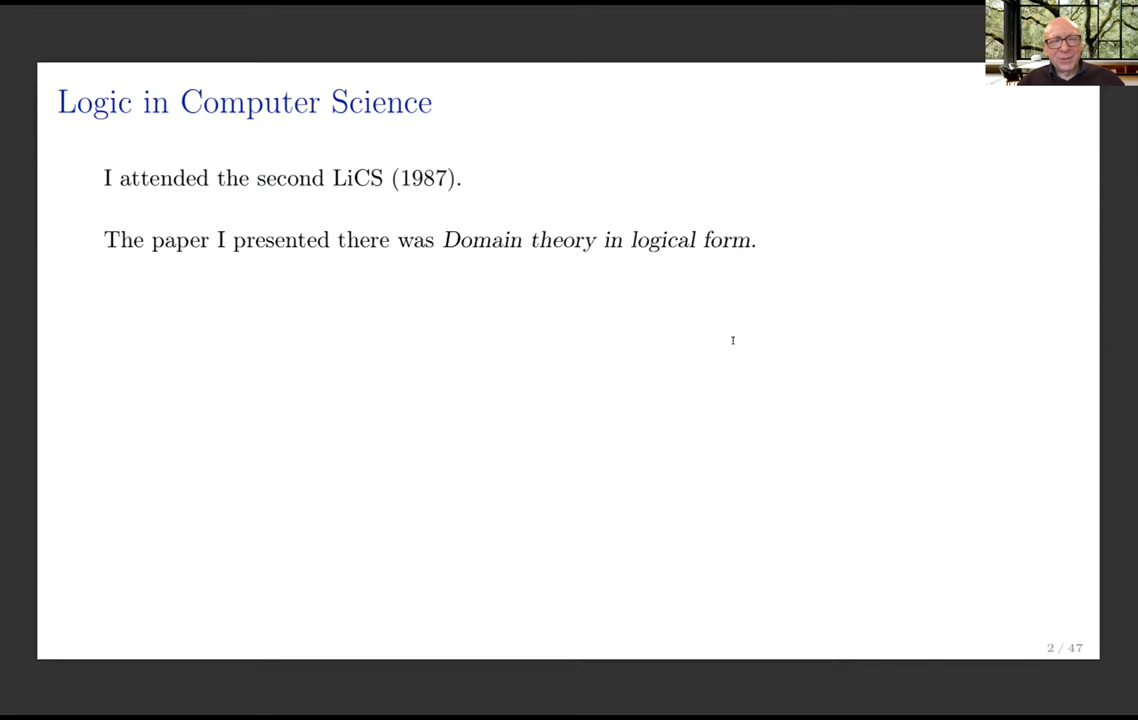 Logic in Computer Science
I attended the second LiCS (1987).
The paper I presented there was Domain theory in logical form.
2 / 47